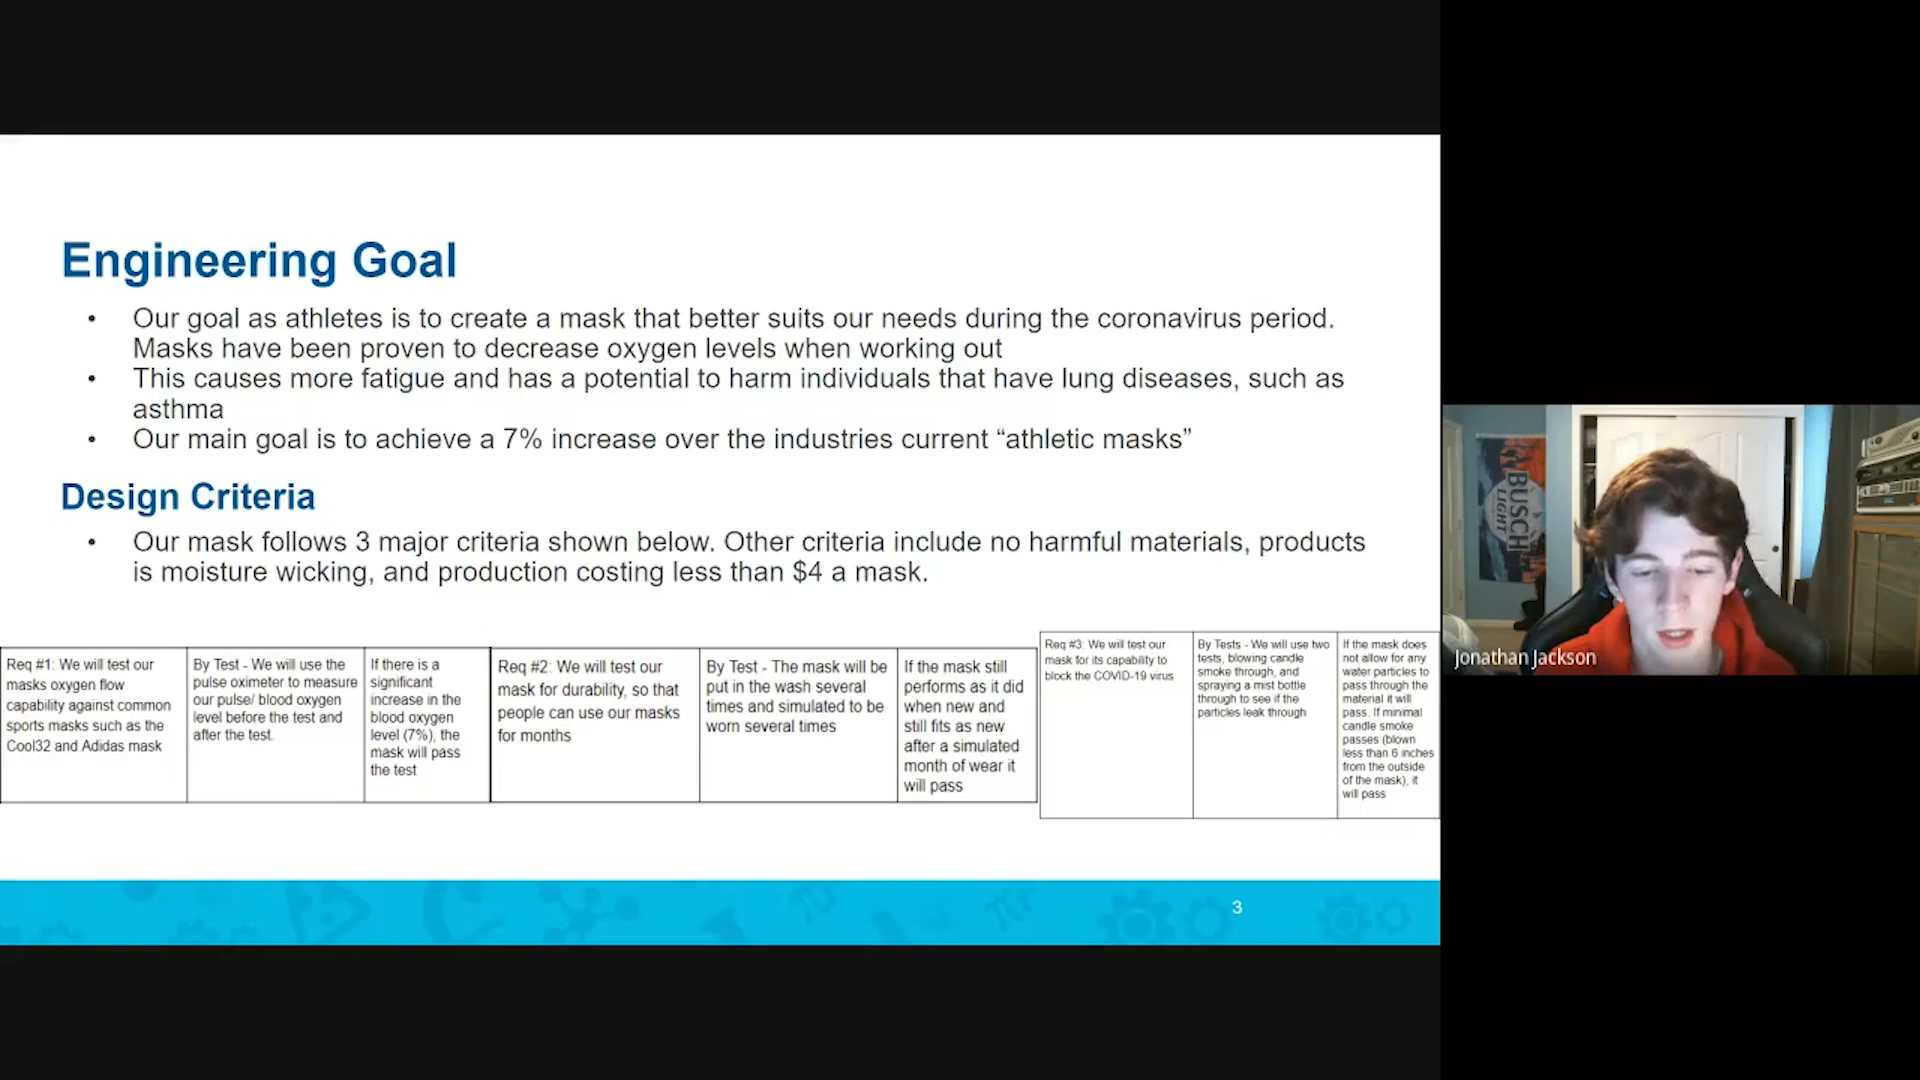 Engineering Goal
• Our goal as athletes is to create a mask that better suits our needs during the coronavirus period.
Masks have been proven to decrease oxygen levels when working out
• This causes more fatigue and has a potential to harm individuals that have lung diseases, such as
asthma
• Our main goal is to achieve a 7% increase over the industries current “athletic masks”
Design Criteria
• Our mask follows 3 major criteria shown below. Other criteria include no harmful materials, products
is moisture wicking, and production costing less than $4 a mask.
Req #1: We will test our
masks oxygen flow
capability against common
sports masks such as the
Cool32 and Adidas mask
By Test - We will use the
pulse oximeter to measure
our pulse/ blood oxygen
level before the test and
after the test.
If there is a
significant
increase in the
blood oxygen
level (7%), the
mask will pass
the test
Req #2: We will test our
mask for durability, so that
people can use our masks
for months
By Test - The mask will be
put in the wash several
times and simulated to be
worn several times
If the mask still
performs as it did
when new and
still fits as new
after a simulated
month of wear it
will pass
Req #3: We will test our
mask for its capability to
block the COVID-19 virus
By Tests - We will use two
tests, blowing candle
smoke through, and
spraying a mist bottle
through to see if the
particles leak through
If the mask does
not allow for any
water particles to
pass through the
material it will
pass. If minimal
candle smoke
passes (blown
less than 6 inches
from the outside
of the mask), it
will pass
3
BUSCH
LIGHT
Jonathan Jackson